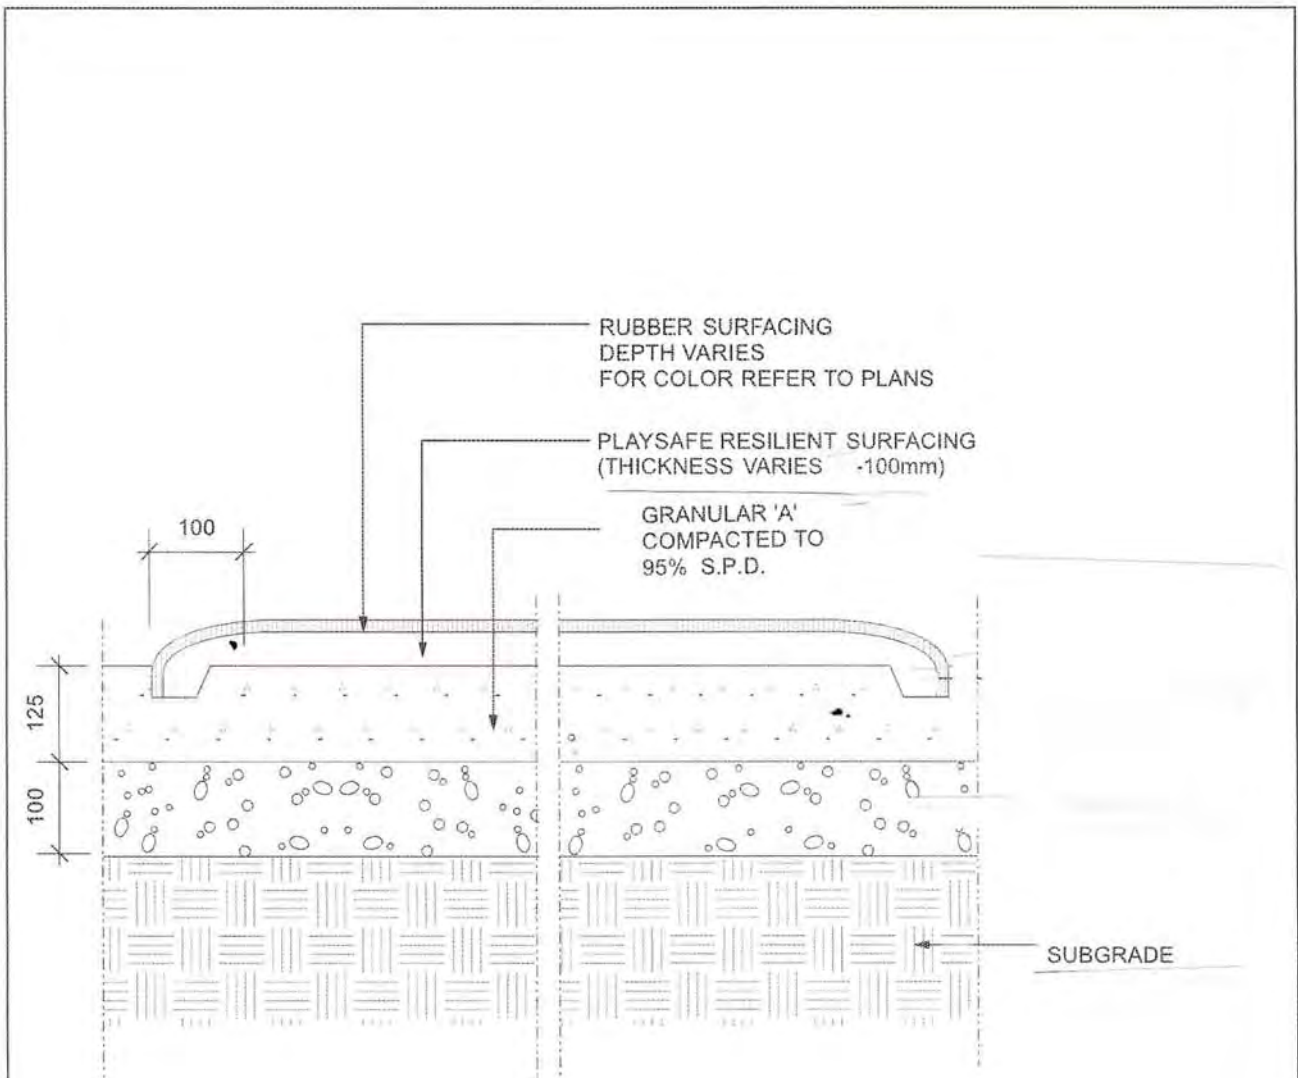 RUBBER SURFACING
DEPTH VARIES
FOR COLOR REFER TO PLANS
PLAYSAFE RESILIENT SURFACING
(THICKNESS VARIES -100mm)
GRANULAR 'A'
COMPACTED TO
95% S.P.D.
100
125
100
SUBGRADE